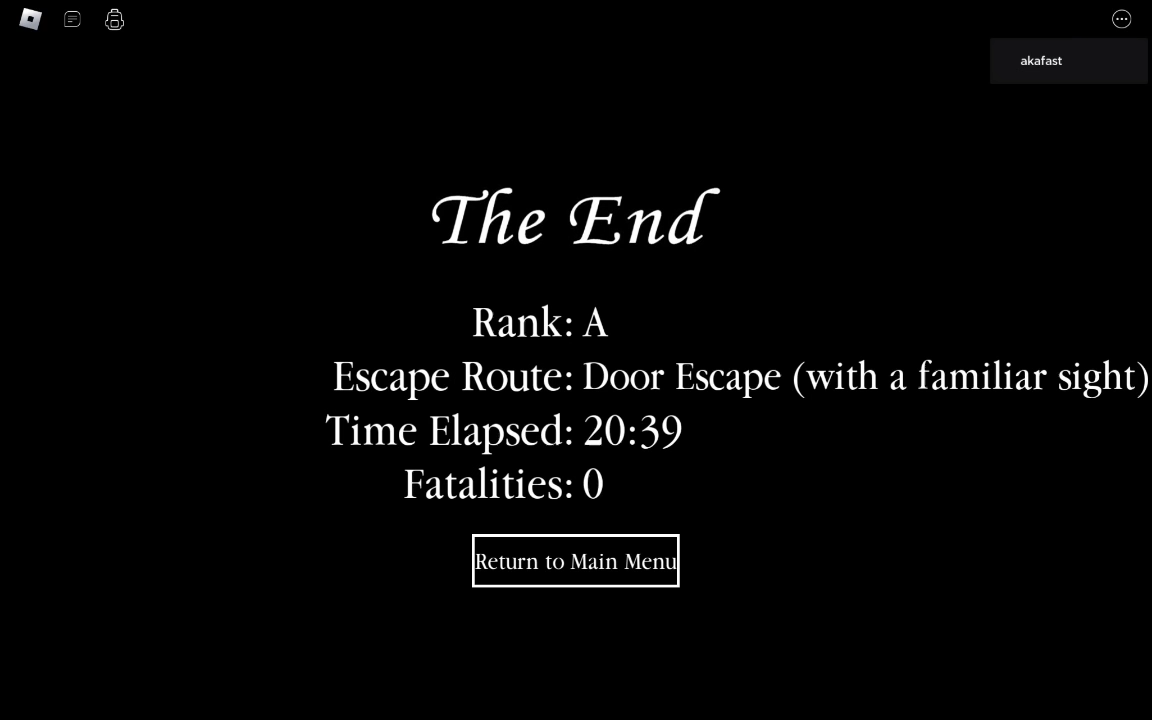 akafast
The End
Rank: A
Escape Route: Door Escape (with a familiar sight)
Time Elapsed: 20:39
Fatalities: 0
Return to Main Menu